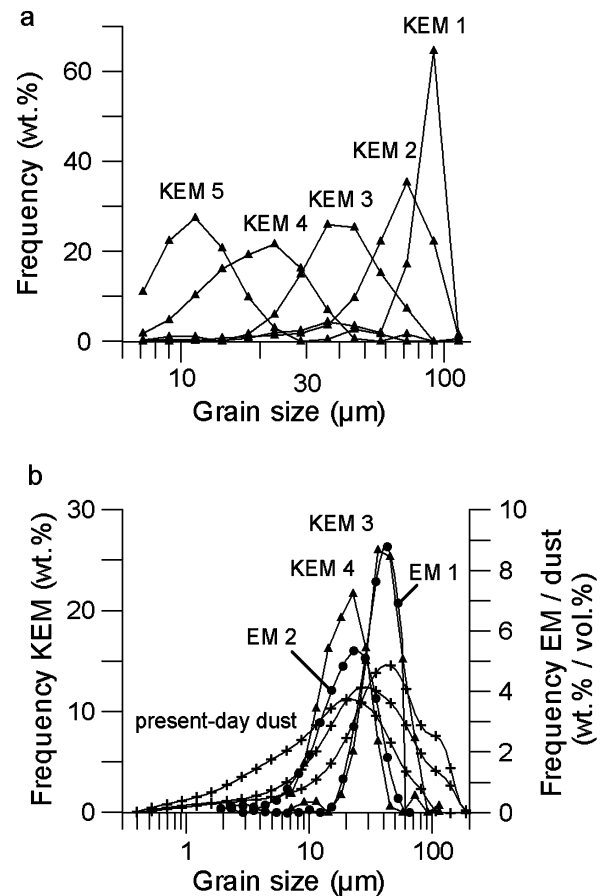 a
Frequency (wt.%)
60
40
20
0
KEM 1
KEM 2
KEM 3
KEM 4
KEM 5
10
30
100
Grain size (µm)
b
Frequency KEM (wt.%)
30
20
10
0
KEM 3
KEM 4
EM 1
EM 2
present-day dust
10
8
6
4
2
0
Frequency EM / dust
(wt.% / vol.%)
1
10
100
Grain size (µm)